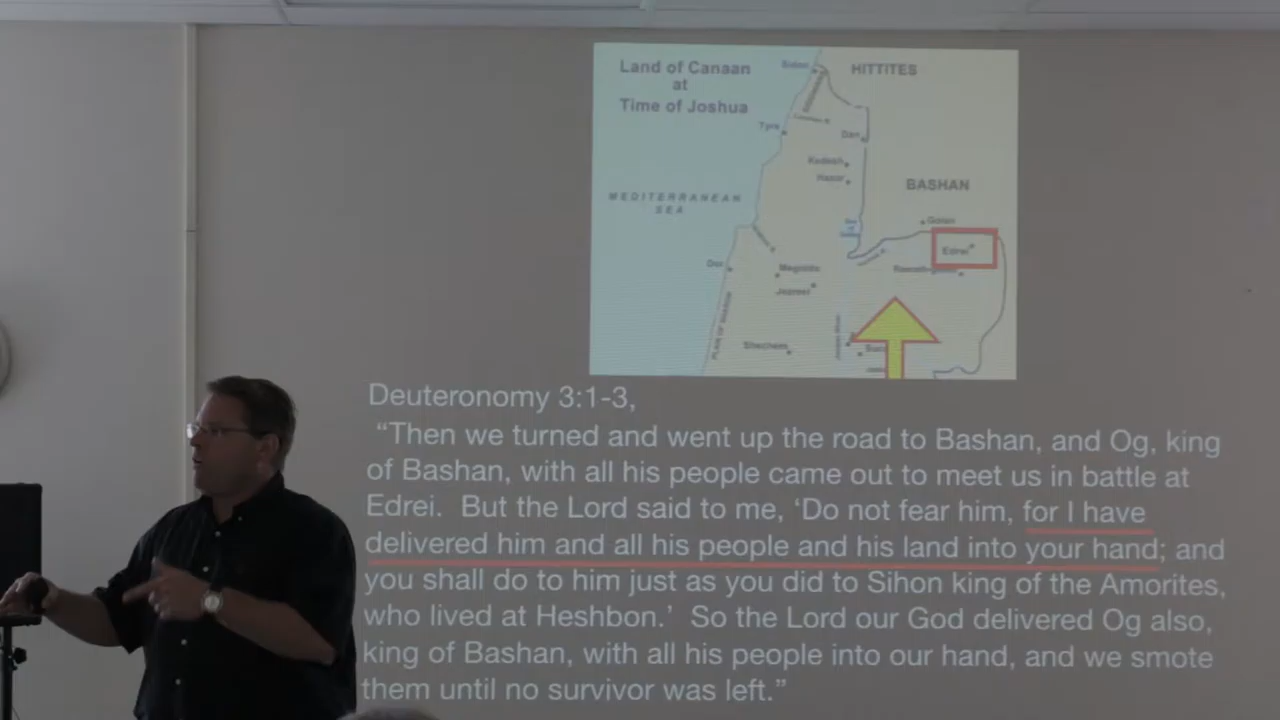 Land of Canaan
at
Time of Joshua
Sidon
HITTITES
Tyre
Dan
Kedesh
Hazor
BASHAN
MEDITERRANEAN
SEA
Golan
Edrei
Dor
Megiddo
Jezreel
PLAIN OF SHARON
Shechem
Deuteronomy 3:1-3,
“Then we turned and went up the road to Bashan, and Og, king
of Bashan, with all his people came out to meet us in battle at
Edrei. But the Lord said to me, ‘Do not fear him, for I have
delivered him and all his people and his land into your hand; and
you shall do to him just as you did to Sihon king of the Amorites,
who lived at Heshbon.’ So the Lord our God delivered Og also,
king of Bashan, with all his people into our hand, and we smote
them until no survivor was left.”